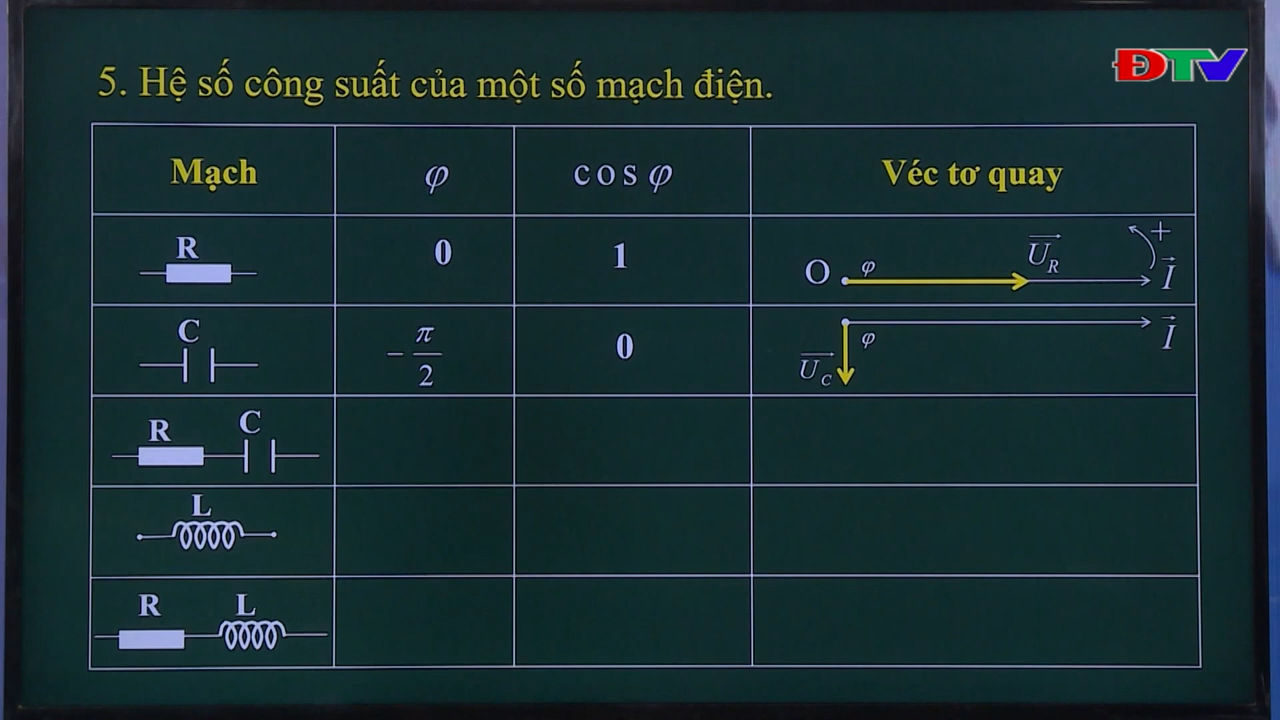 ĐTV
5. Hệ số công suất của một số mạch điện.
Mạch φ cos φ Véc tơ quay
R 0 1 O φ U_R + I
C -π/2 0 φ U_C I
R C
L
R L